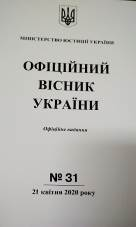 МІНІСТЕРСТВО ЮСТИЦІЇ УКРАЇНИ
ОФІЦІЙНИЙ
ВІСНИК
УКРАЇНИ
Офіційне видання
№ 31
21 квітня 2020 року